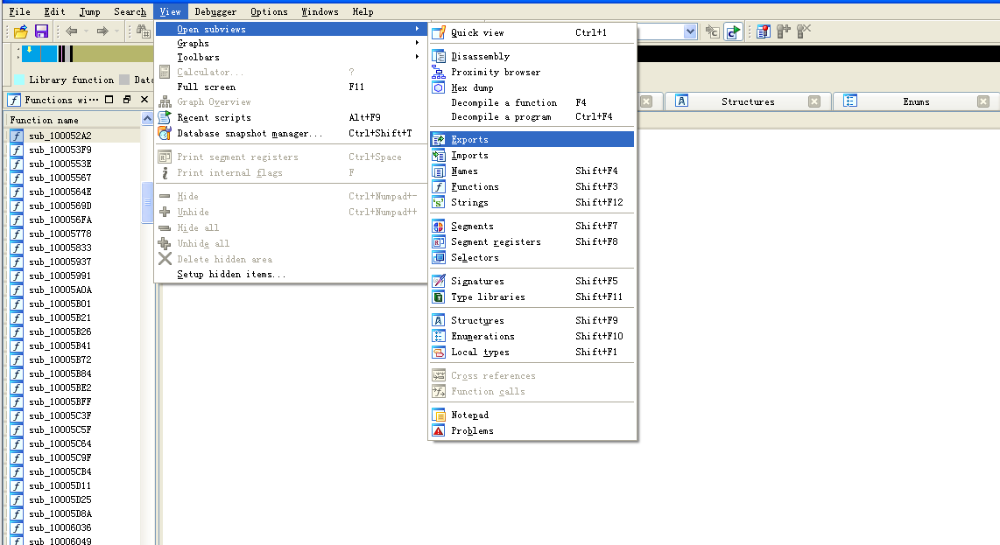 File Edit Jump Search View Debugger Options Windows Help
Library function Data
Functions wi...
Function name
sub_100052A2
sub_100053F9
sub_1000553E
sub_10005567
sub_1000564E
sub_1000569D
sub_100056FA
sub_10005778
sub_10005833
sub_10005937
sub_10005991
sub_10005A0A
sub_10005B01
sub_10005B21
sub_10005B26
sub_10005B41
sub_10005B72
sub_10005B84
sub_10005BE2
sub_10005BFF
sub_10005C3F
sub_10005C5F
sub_10005C64
sub_10005C9F
sub_10005CB4
sub_10005D11
sub_10005D25
sub_10005D8A
sub_10006036
sub_10006049
Open subviews
Graphs
Toolbars
Calculator... ?
Full screen F11
Graph Overview
Recent scripts Alt+F9
Database snapshot manager... Ctrl+Shift+T
Print segment registers Ctrl+Space
Print internal flags F
Hide Ctrl+Numpad+-
Unhide Ctrl+Numpad++
Hide all
Unhide all
Delete hidden area
Setup hidden items...
Quick view Ctrl+1
Disassembly
Proximity browser
Hex dump
Decompile a function F4
Decompile a program Ctrl+F4
Exports
Imports
Names Shift+F4
Functions Shift+F3
Strings Shift+F12
Segments Shift+F7
Segment registers Shift+F8
Selectors
Signatures Shift+F5
Type libraries Shift+F11
Structures Shift+F9
Enumerations Shift+F10
Local types Shift+F1
Cross references
Function calls
Notepad
Problems
Structures
Enums